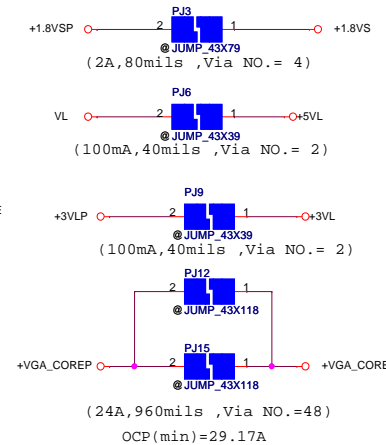 PJ3
+1.8VSP 2 1 +1.8VS
@ JUMP_43X79
(2A,80mils ,Via NO.= 4)
PJ6
VL 2 1 +5VL
@ JUMP_43X39
(100mA,40mils ,Via NO.= 2)
PJ9
E
+3VLP 2 1 +3VL
@ JUMP_43X39
(100mA,40mils ,Via NO.= 2)
PJ12
2 1
@ JUMP_43X118
PJ15
+VGA_COREP 2 1 +VGA_CORE
@ JUMP_43X118
(24A,960mils ,Via NO.=48)
OCP(min)=29.17A